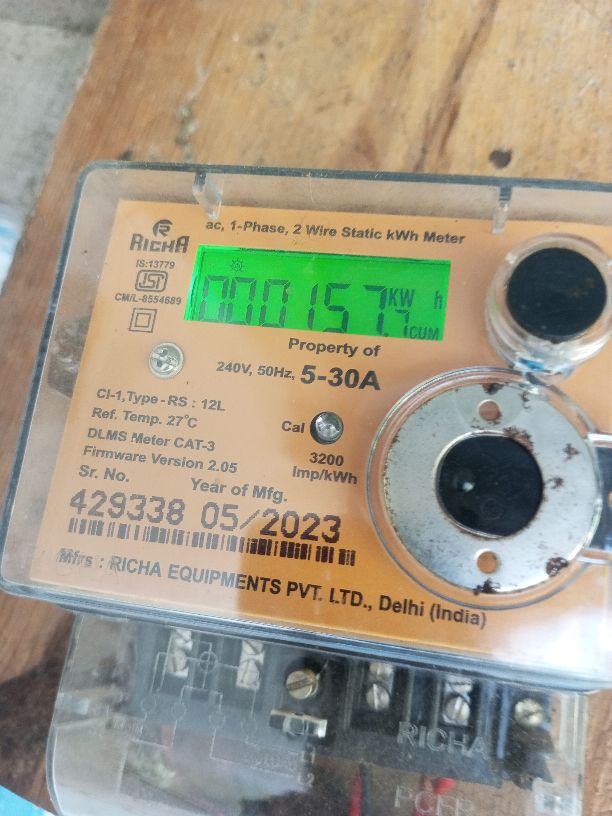 ac, 1-Phase, 2 Wire Static kWh Meter
RICHA
IS:13779
ISI
CM/L-8554689
000157.7 KW h
CUM
Property of
240V, 50Hz, 5-30A
Cl-1,Type -RS : 12L
Ref. Temp. 27°C
DLMS Meter CAT-3
Firmware Version 2.05
Cal
3200
Imp/kWh
Sr. No. Year of Mfg.
429338 05/2023
Mfrs : RICHA EQUIPMENTS PVT. LTD., Delhi (India)
RICHA
L1
L2